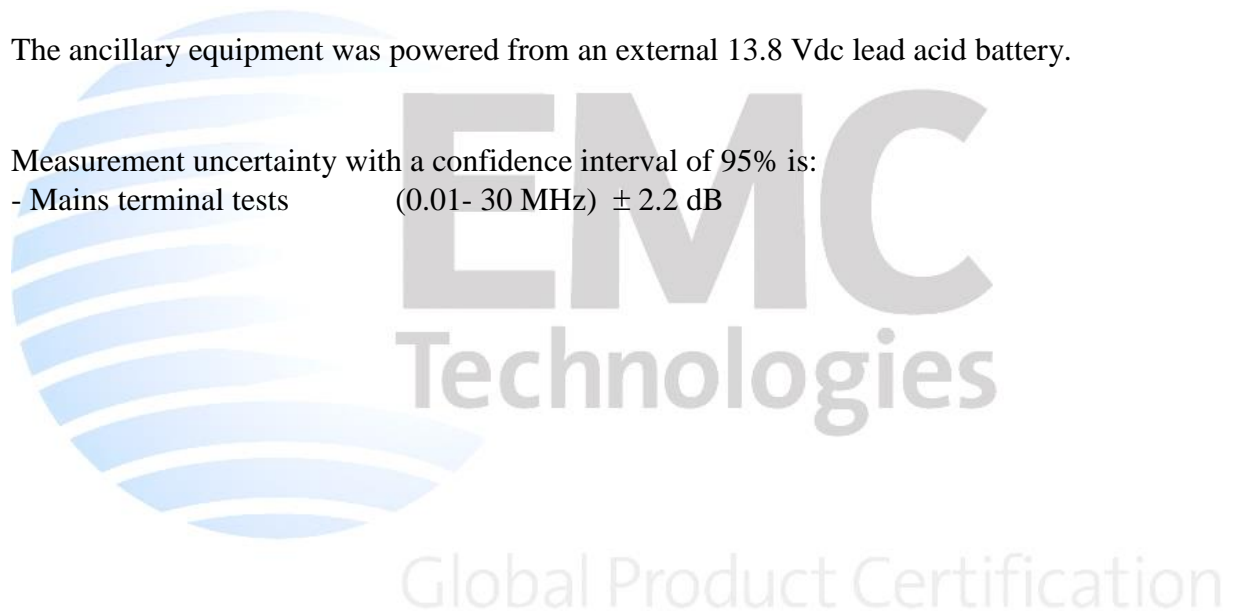 The ancillary equipment was powered from an external 13.8 Vdc lead acid battery.
Measurement uncertainty with a confidence interval of 95% is:
- Mains terminal tests (0.01- 30 MHz) ± 2.2 dB
EMC
Technologies
Global Product Certification